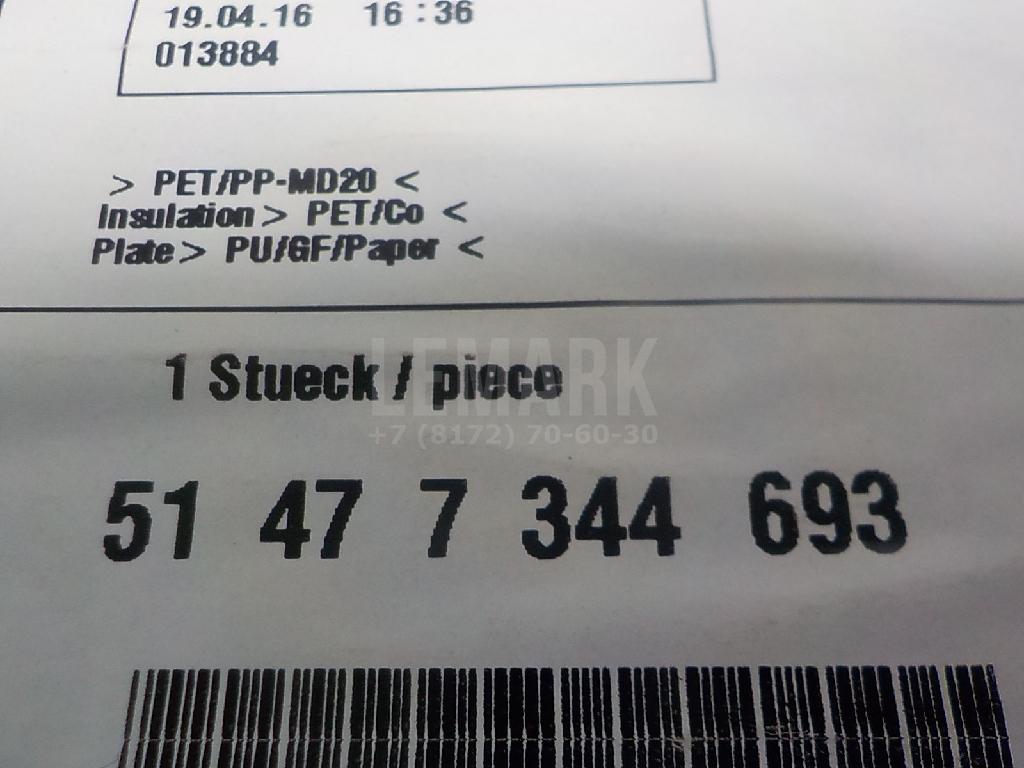 19.04.16 16:36
013884
> PET/PP-MD20 <
Insulation > PET/Co <
Plate > PU/GF/Paper <
1 Stueck / piece
LEMARK
+7 (8172) 70-60-30
51 47 7 344 693